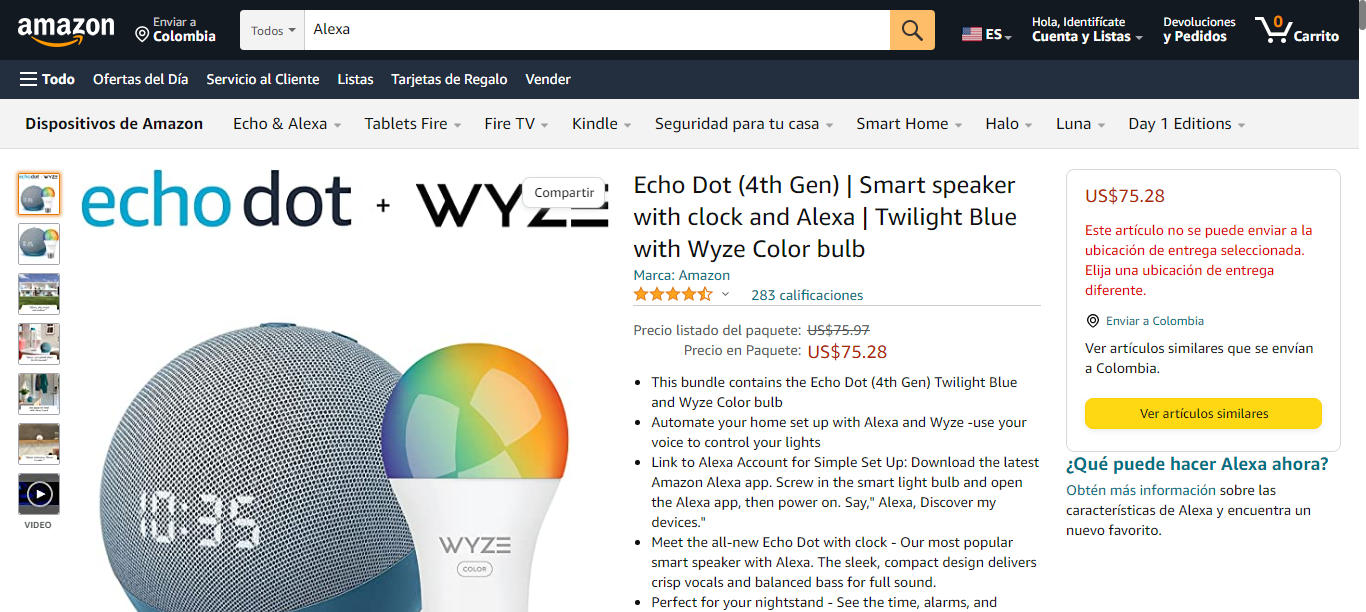 amazon
Enviar a
Colombia
Todos
Alexa
ES
Hola, Identifícate
Cuenta y Listas
Devoluciones
y Pedidos
0
Carrito
Todo
Ofertas del Día
Servicio al Cliente
Listas
Tarjetas de Regalo
Vender
Dispositivos de Amazon
Echo & Alexa
Tablets Fire
Fire TV
Kindle
Seguridad para tu casa
Smart Home
Halo
Luna
Day 1 Editions
VIDEO
echo dot + WYZE
Compartir
10:35
WYZE
COLOR
Echo Dot (4th Gen) | Smart speaker
with clock and Alexa | Twilight Blue
with Wyze Color bulb
Marca: Amazon
283 calificaciones
Precio listado del paquete: US$75.97
Precio en Paquete: US$75.28
This bundle contains the Echo Dot (4th Gen) Twilight Blue
and Wyze Color bulb
Automate your home set up with Alexa and Wyze -use your
voice to control your lights
Link to Alexa Account for Simple Set Up: Download the latest
Amazon Alexa app. Screw in the smart light bulb and open
the Alexa app, then power on. Say," Alexa, Discover my
devices."
Meet the all-new Echo Dot with clock - Our most popular
smart speaker with Alexa. The sleek, compact design delivers
crisp vocals and balanced bass for full sound.
Perfect for your nightstand - See the time, alarms, and
US$75.28
Este artículo no se puede enviar a la
ubicación de entrega seleccionada.
Elija una ubicación de entrega
diferente.
Enviar a Colombia
Ver artículos similares que se envían
a Colombia.
Ver artículos similares
¿Qué puede hacer Alexa ahora?
Obtén más información sobre las
características de Alexa y encuentra un
nuevo favorito.